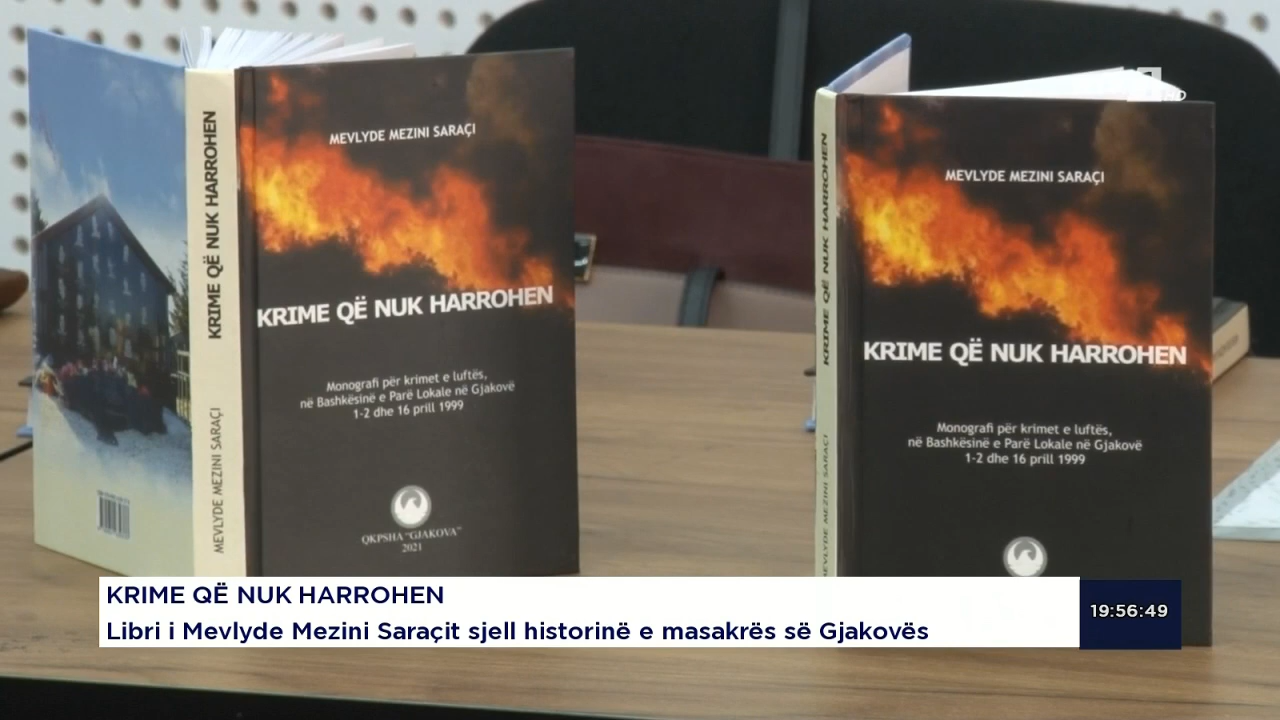 KRIME QË NUK HARROHEN
MEVLYDE MEZINI SARAÇI
MEVLYDE MEZINI SARAÇI
KRIME QË NUK HARROHEN
Monografi për krimet e luftës,
në Bashkësinë e Parë Lokale në Gjakovë
1-2 dhe 16 prill 1999
QKPSHA "GJAKOVA"
2021
KRIME QË NUK HARROHEN
MEVLYDE MEZINI SARAÇI
MEVLYDE MEZINI SARAÇI
KRIME QË NUK HARROHEN
Monografi për krimet e luftës,
në Bashkësinë e Parë Lokale në Gjakovë
1-2 dhe 16 prill 1999
KRIME QË NUK HARROHEN
Libri i Mevlyde Mezini Saraçit sjell historinë e masakrës së Gjakovës
19:56:49